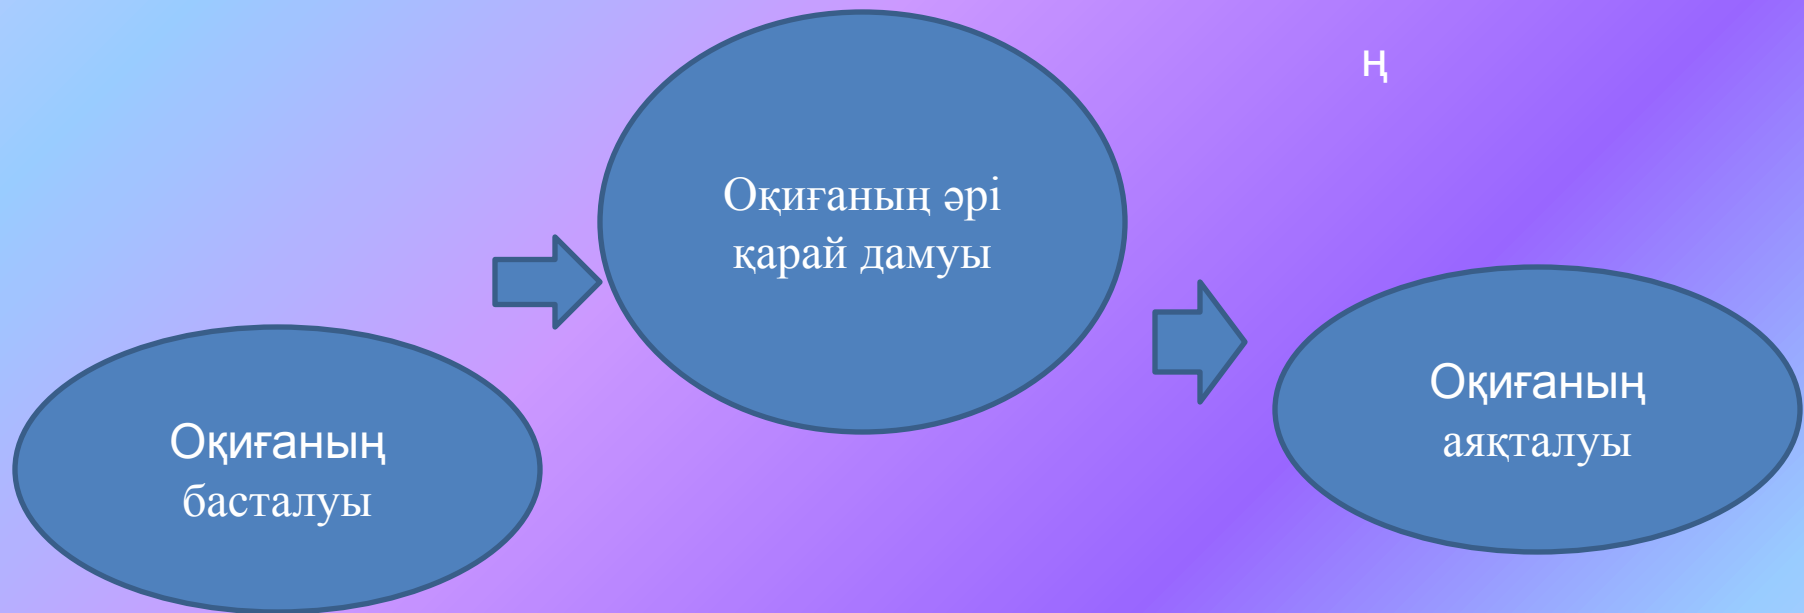 ң
Оқиғаның әрі
қарай дамуы
Оқиғаның
басталуы
Оқиғаның
аяқталуы